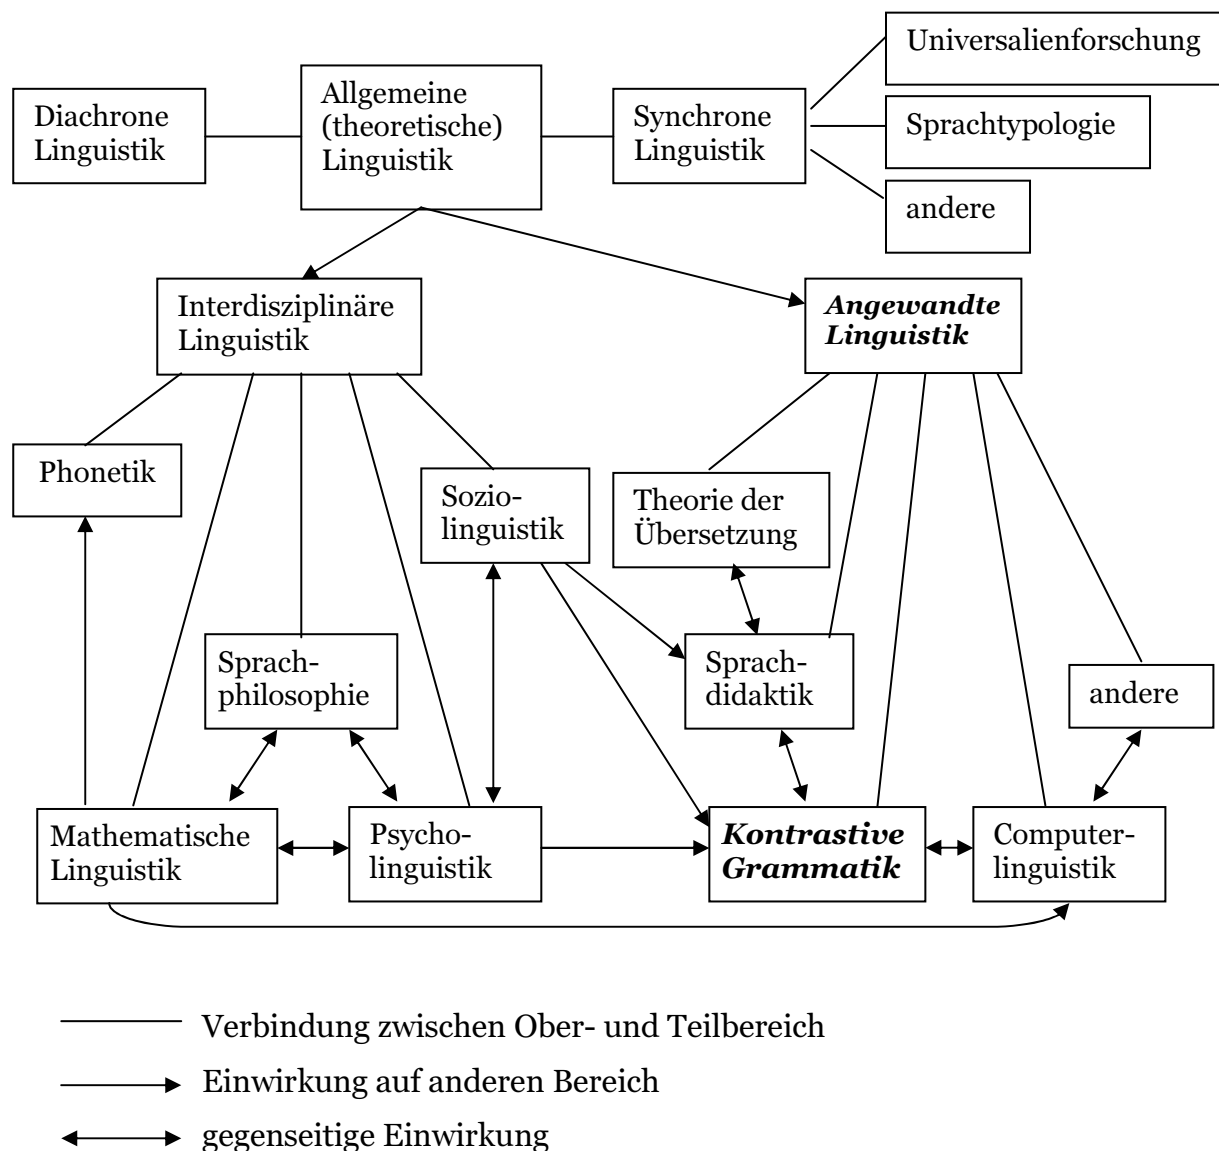 Universalienforschung
Diachrone
Linguistik
Allgemeine
(theoretische)
Linguistik
Synchrone
Linguistik
Sprachtypologie
andere
Interdisziplinäre
Linguistik
Angewandte
Linguistik
Phonetik
Sozio-
linguistik
Theorie der
Übersetzung
Sprach-
philosophie
Sprach-
didaktik
andere
Mathematische
Linguistik
Psycho-
linguistik
Kontrastive
Grammatik
Computer-
linguistik
Verbindung zwischen Ober- und Teilbereich
Einwirkung auf anderen Bereich
gegenseitige Einwirkung